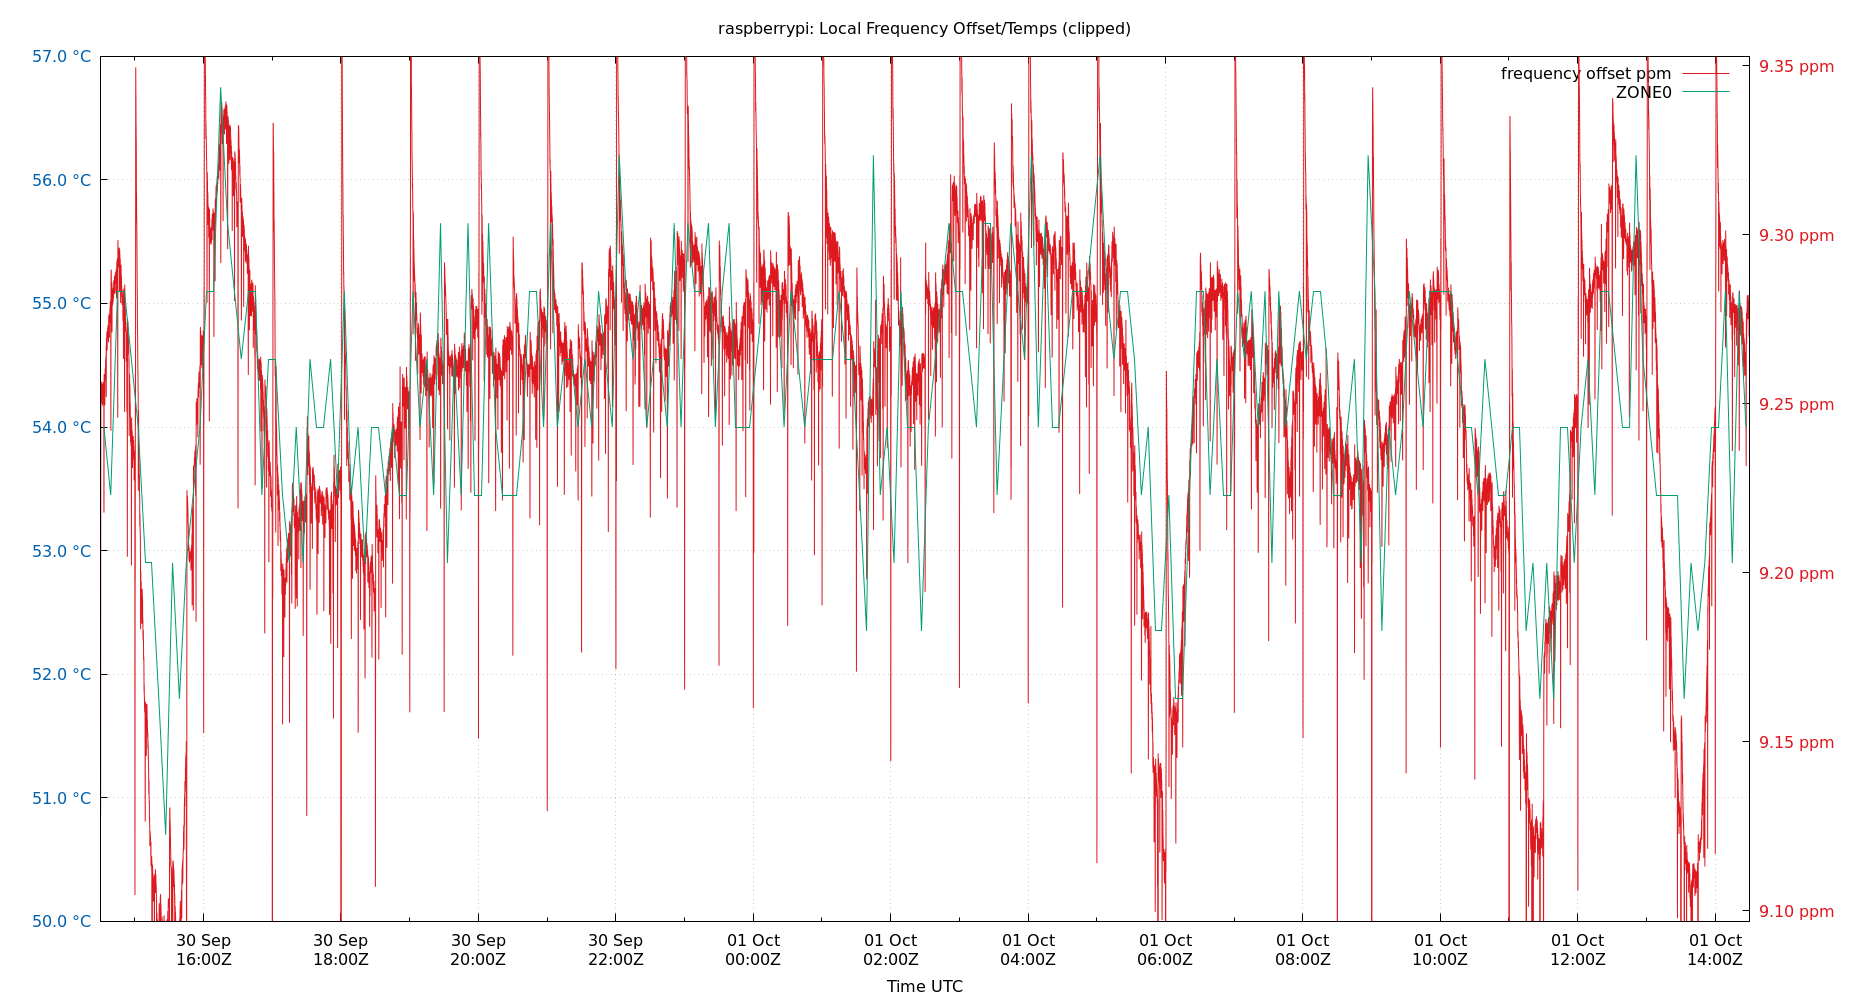 raspberrypi: Local Frequency Offset/Temps (clipped)
57.0 °C
56.0 °C
55.0 °C
54.0 °C
53.0 °C
52.0 °C
51.0 °C
50.0 °C
frequency offset ppm
ZONE0
9.35 ppm
9.30 ppm
9.25 ppm
9.20 ppm
9.15 ppm
9.10 ppm
30 Sep 30 Sep 30 Sep 30 Sep 01 Oct 01 Oct 01 Oct 01 Oct 01 Oct 01 Oct 01 Oct 01 Oct
16:00Z 18:00Z 20:00Z 22:00Z 00:00Z 02:00Z 04:00Z 06:00Z 08:00Z 10:00Z 12:00Z 14:00Z
Time UTC